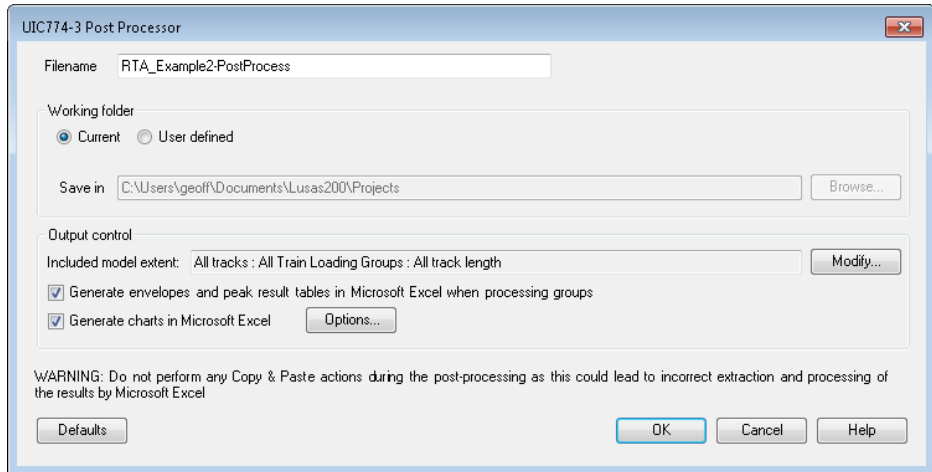 UIC774-3 Post Processor
Filename RTA_Example2-PostProcess
Working folder
Current User defined
Save in C:\Users\geoff\Documents\Lusas200\Projects Browse...
Output control
Included model extent: All tracks : All Train Loading Groups : All track length Modify...
Generate envelopes and peak result tables in Microsoft Excel when processing groups
Generate charts in Microsoft Excel Options...
WARNING: Do not perform any Copy & Paste actions during the post-processing as this could lead to incorrect extraction and processing of
the results by Microsoft Excel
Defaults OK Cancel Help